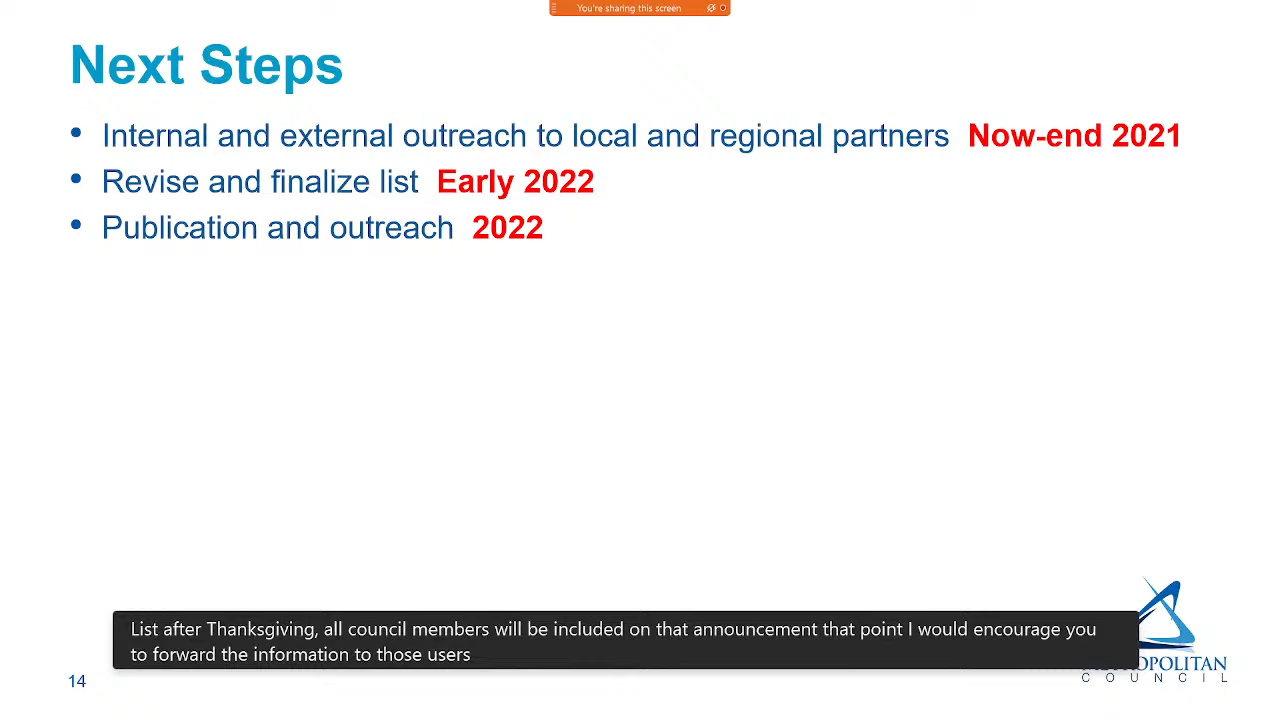 You're sharing this screen
Next Steps
• Internal and external outreach to local and regional partners Now-end 2021
• Revise and finalize list Early 2022
• Publication and outreach 2022
List after Thanksgiving, all council members will be included on that announcement that point I would encourage you
to forward the information to those users
METROPOLITAN
COUNCIL
14